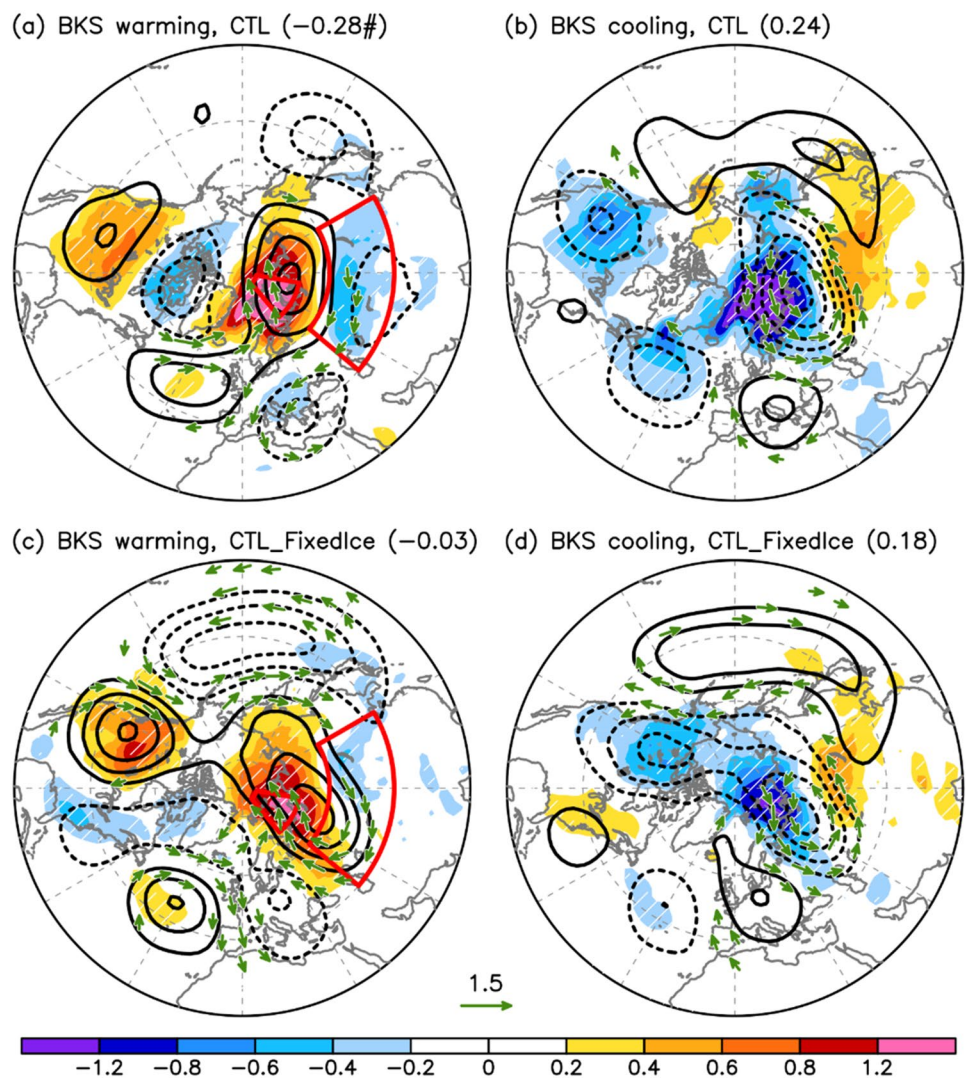 (a) BKS warming, CTL (−0.28#)
(b) BKS cooling, CTL (0.24)
(c) BKS warming, CTL_FixedIce (−0.03)
(d) BKS cooling, CTL_FixedIce (0.18)
1.5
−1.2 −0.8 −0.6 −0.4 −0.2 0 0.2 0.4 0.6 0.8 1.2